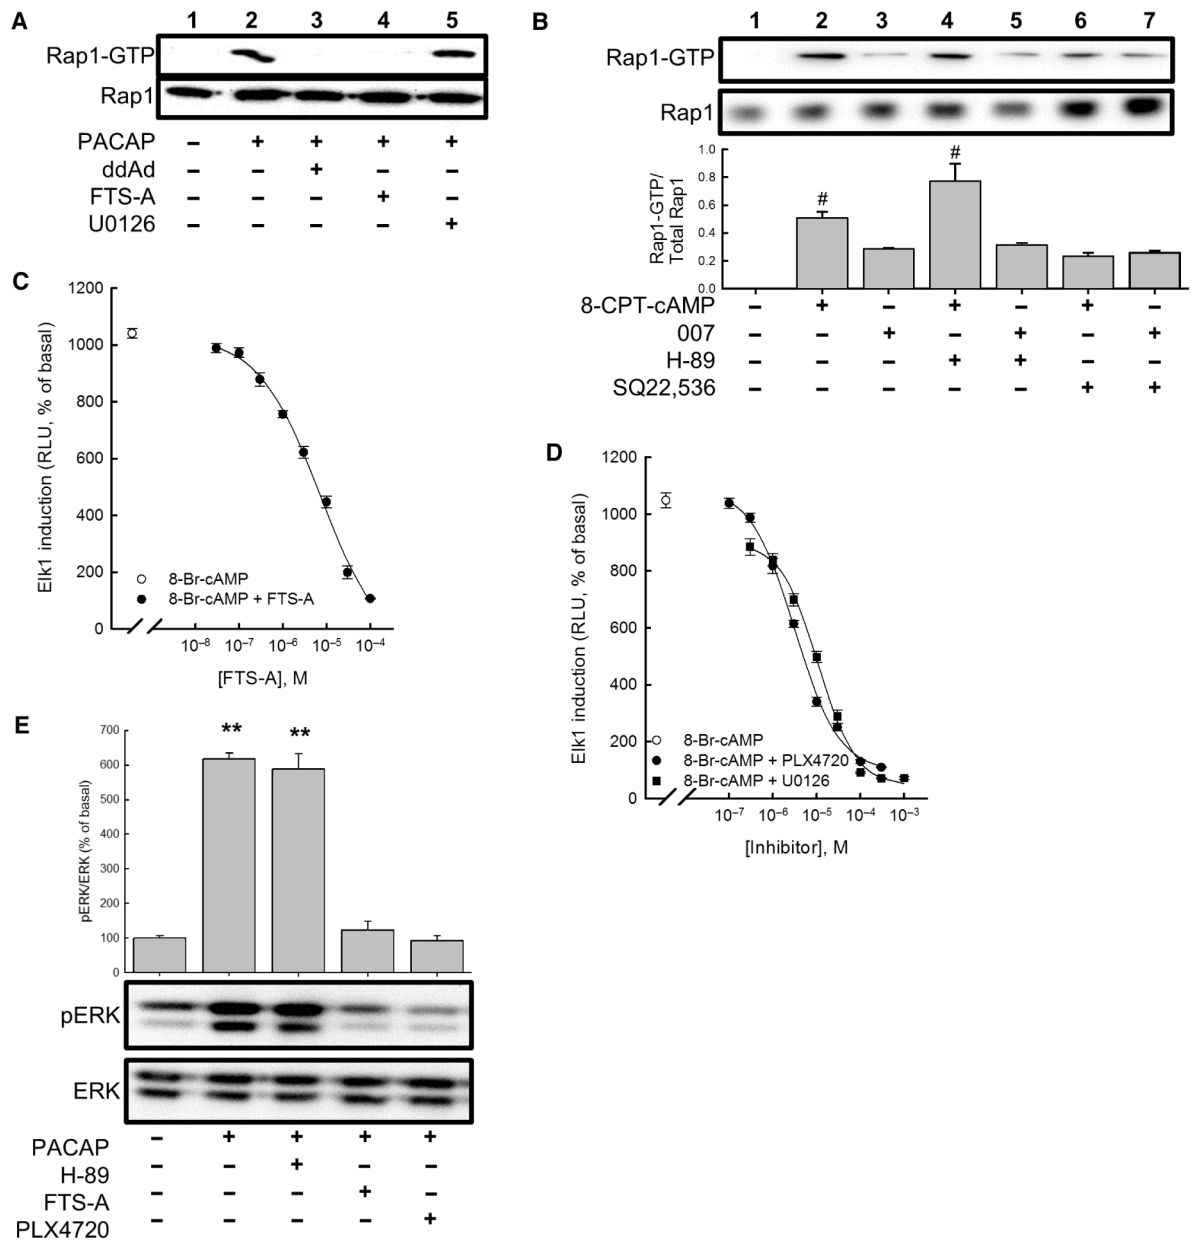 A
1 2 3 4 5
Rap1-GTP
Rap1
PACAP – + + + +
ddAd – – + – –
FTS-A – – – + –
U0126 – – – – +
B
1 2 3 4 5 6 7
Rap1-GTP
Rap1
1.0
0.8
0.6
0.4
0.2
0.0
Rap1-GTP/
Total Rap1
# #
8-CPT-cAMP – + – + – + –
007 – – + – + – +
H-89 – – – + + – –
SQ22,536 – – – – – + +
C
1200
1000
800
600
400
200
0
Elk1 induction (RLU, % of basal)
8-Br-cAMP
8-Br-cAMP + FTS-A
10⁻⁸ 10⁻⁷ 10⁻⁶ 10⁻⁵ 10⁻⁴
[FTS-A], M
D
1200
1000
800
600
400
200
0
Elk1 induction (RLU, % of basal)
8-Br-cAMP
8-Br-cAMP + PLX4720
8-Br-cAMP + U0126
10⁻⁷ 10⁻⁶ 10⁻⁵ 10⁻⁴ 10⁻³
[Inhibitor], M
E
700
600
500
400
300
200
100
0
pERK/ERK (% of basal)
** **
pERK
ERK
PACAP – + + + +
H-89 – – + – –
FTS-A – – – + –
PLX4720 – – – – +